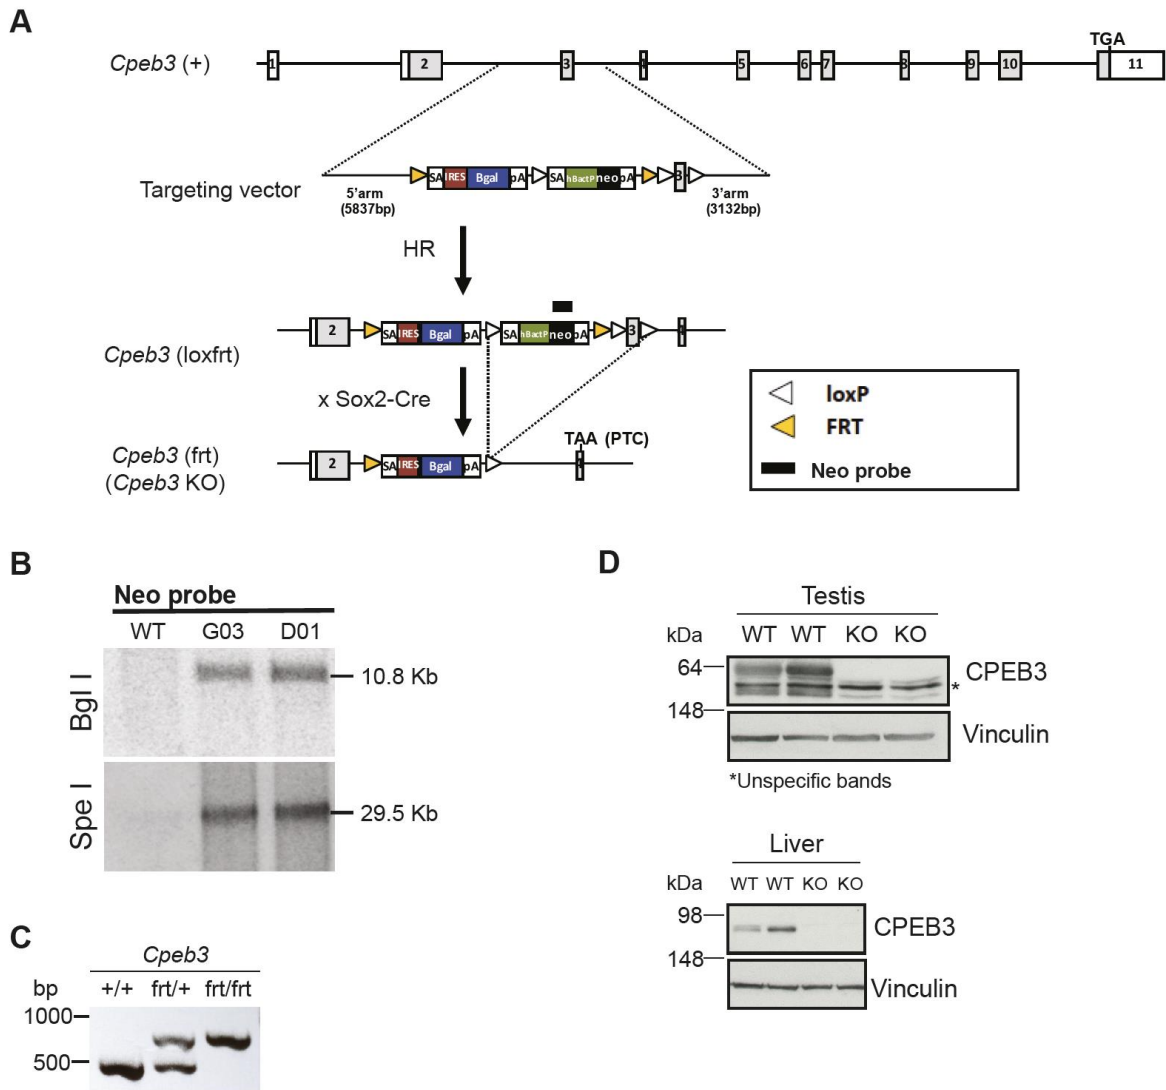 A
TGA
Cpeb3 (+)
1 2 3 4 5 6 7 8 9 10 11
Targeting vector
SA IRES Bgal pA SA hBactP neo pA 3
5'arm
(5837bp)
3'arm
(3132bp)
HR
Cpeb3 (loxfrt)
2 SA IRES Bgal pA SA hBactP neo pA 3 4
x Sox2-Cre
TAA (PTC)
Cpeb3 (frt)
(Cpeb3 KO)
2 SA IRES Bgal pA 4
loxP
FRT
Neo probe
B
Neo probe
WT G03 D01
Bgl I
10.8 Kb
Spe I
29.5 Kb
C
Cpeb3
bp +/+ frt/+ frt/frt
1000
500
D
Testis
kDa WT WT KO KO
64
CPEB3
*
148
Vinculin
*Unspecific bands
Liver
kDa WT WT KO KO
98
CPEB3
148
Vinculin